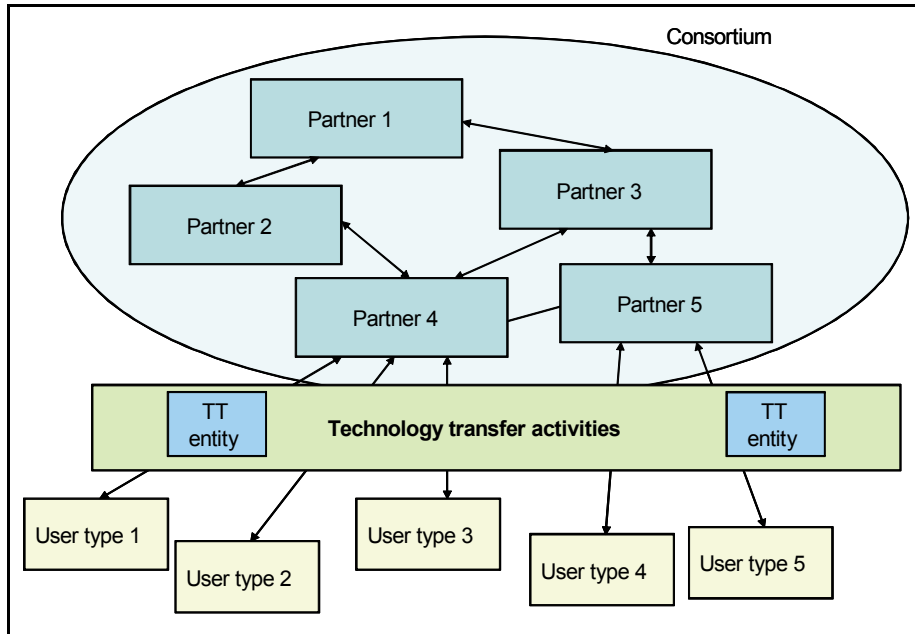 Consortium
Partner 1
Partner 3
Partner 2
Partner 4
Partner 5
TT
entity
Technology transfer activities
TT
entity
User type 1
User type 2
User type 3
User type 4
User type 5